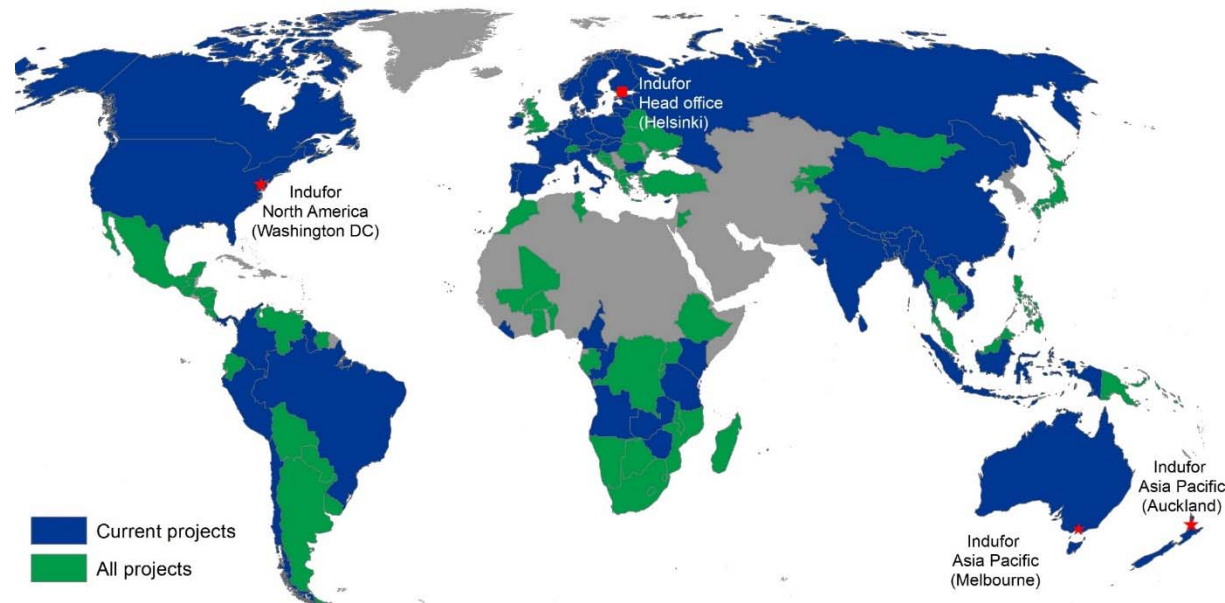 Indufor
Head office
(Helsinki)
Indufor
North America
(Washington DC)
Indufor
Asia Pacific
(Auckland)
Indufor
Asia Pacific
(Melbourne)
Current projects
All projects